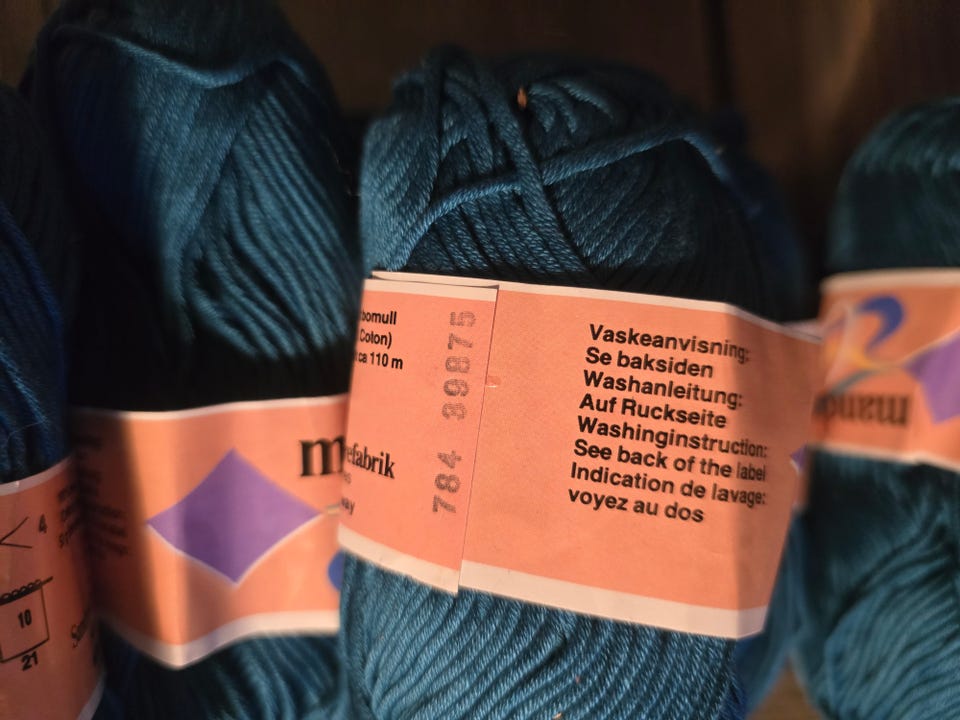 4
10
21
m
bomull
Coton)
ca 110 m
efabrik
784 39875
Vaskeanvisning:
Se baksiden
Washanleitung:
Auf Ruckseite
Washinginstruction:
See back of the label
Indication de lavage:
voyez au dos